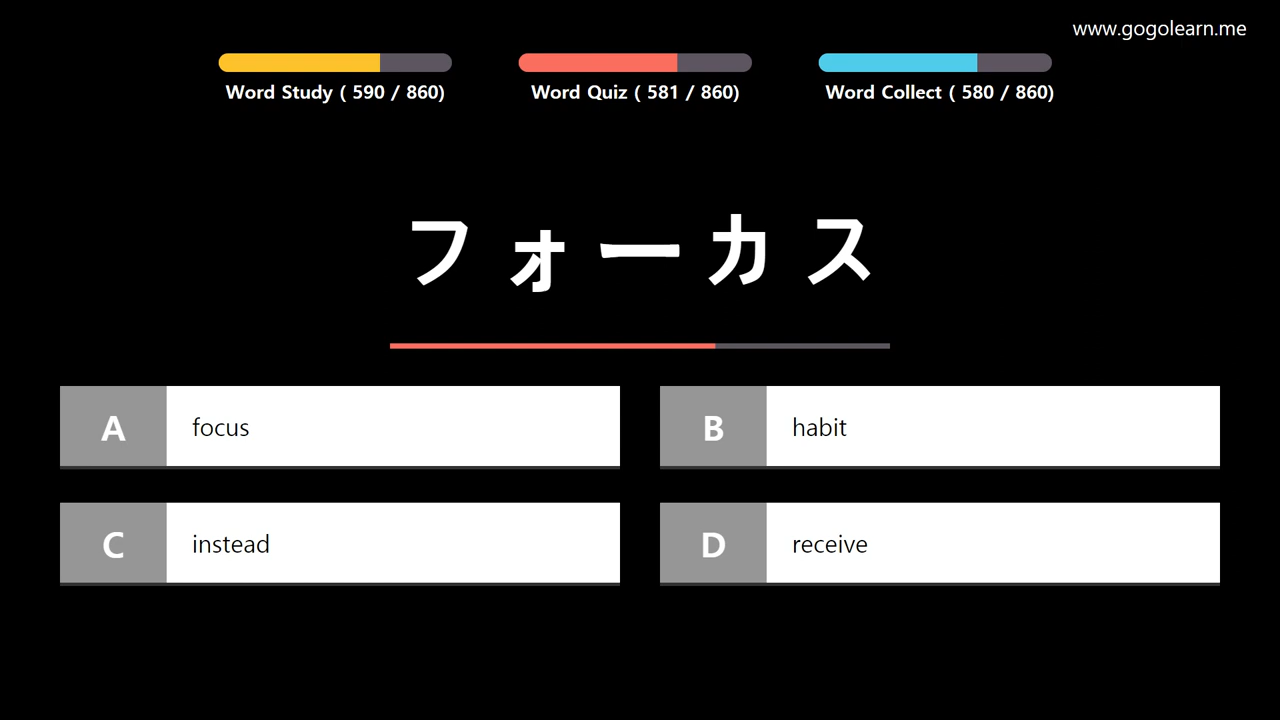 www.gogolearn.me
Word Study ( 590 / 860)
Word Quiz ( 581 / 860)
Word Collect ( 580 / 860)
フォーカス
A focus
B habit
C instead
D receive